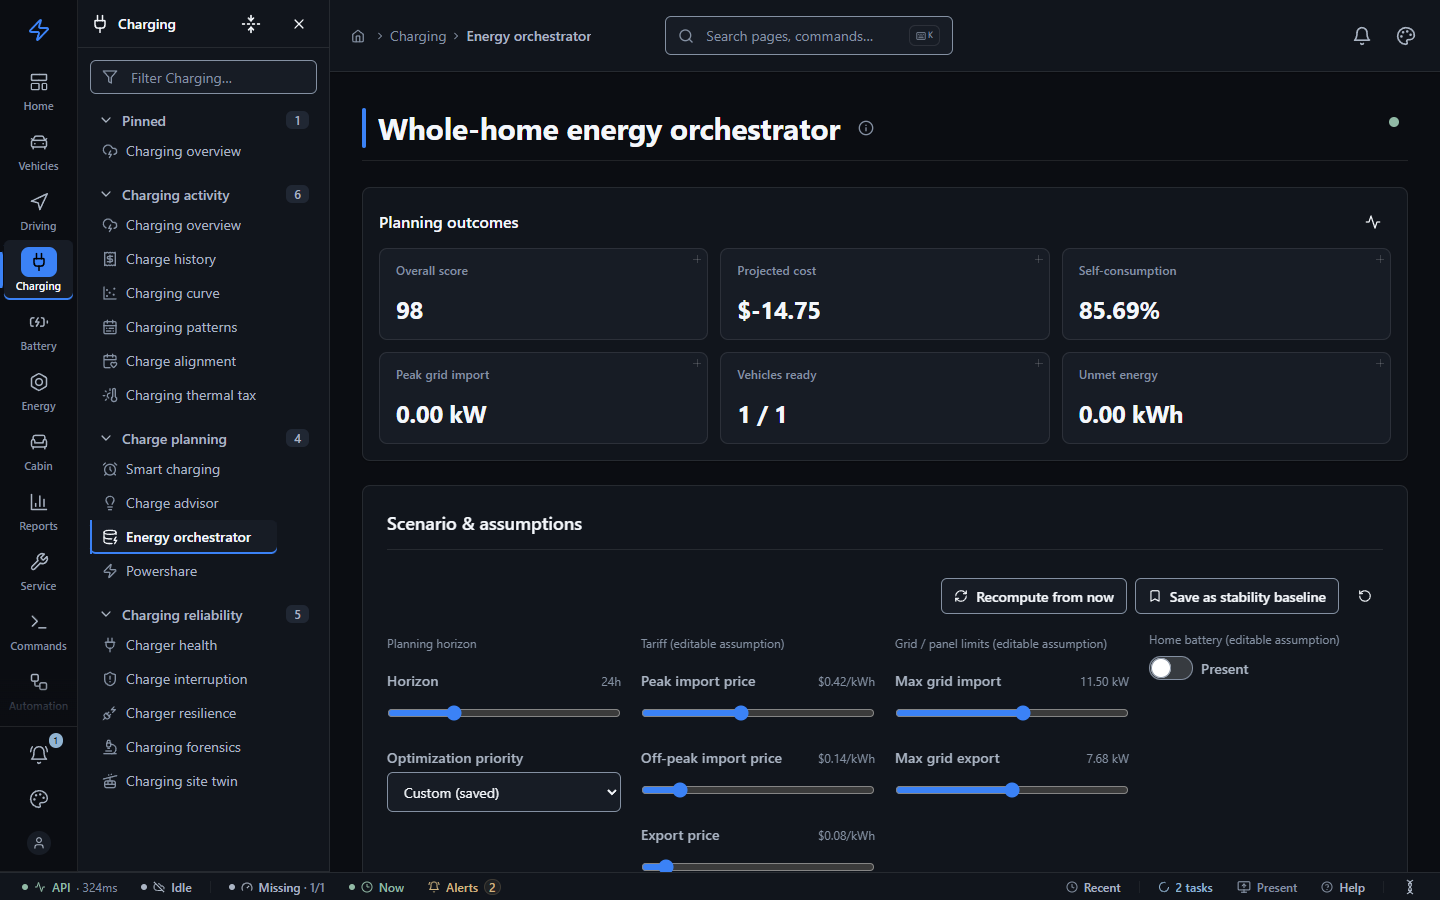 Home
Vehicles
Driving
Charging
Battery
Energy
Cabin
Reports
Service
Commands
Automation
1
Charging
Filter Charging...
Pinned 1
Charging overview
Charging activity 6
Charging overview
Charge history
Charging curve
Charging patterns
Charge alignment
Charging thermal tax
Charge planning 4
Smart charging
Charge advisor
Energy orchestrator
Powershare
Charging reliability 5
Charger health
Charge interruption
Charger resilience
Charging forensics
Charging site twin
Charging Energy orchestrator
Search pages, commands... K
Whole-home energy orchestrator
Planning outcomes
Overall score
98
Projected cost
$-14.75
Self-consumption
85.69%
Peak grid import
0.00 kW
Vehicles ready
1 / 1
Unmet energy
0.00 kWh
Scenario & assumptions
Recompute from now
Save as stability baseline
Planning horizon
Horizon 24h
Optimization priority
Custom (saved)
Tariff (editable assumption)
Peak import price $0.42/kWh
Off-peak import price $0.14/kWh
Export price $0.08/kWh
Grid / panel limits (editable assumption)
Max grid import 11.50 kW
Max grid export 7.68 kW
Home battery (editable assumption)
Present
API · 324ms
Idle
Missing · 1/1
Now
Alerts 2
Recent
2 tasks
Present
Help